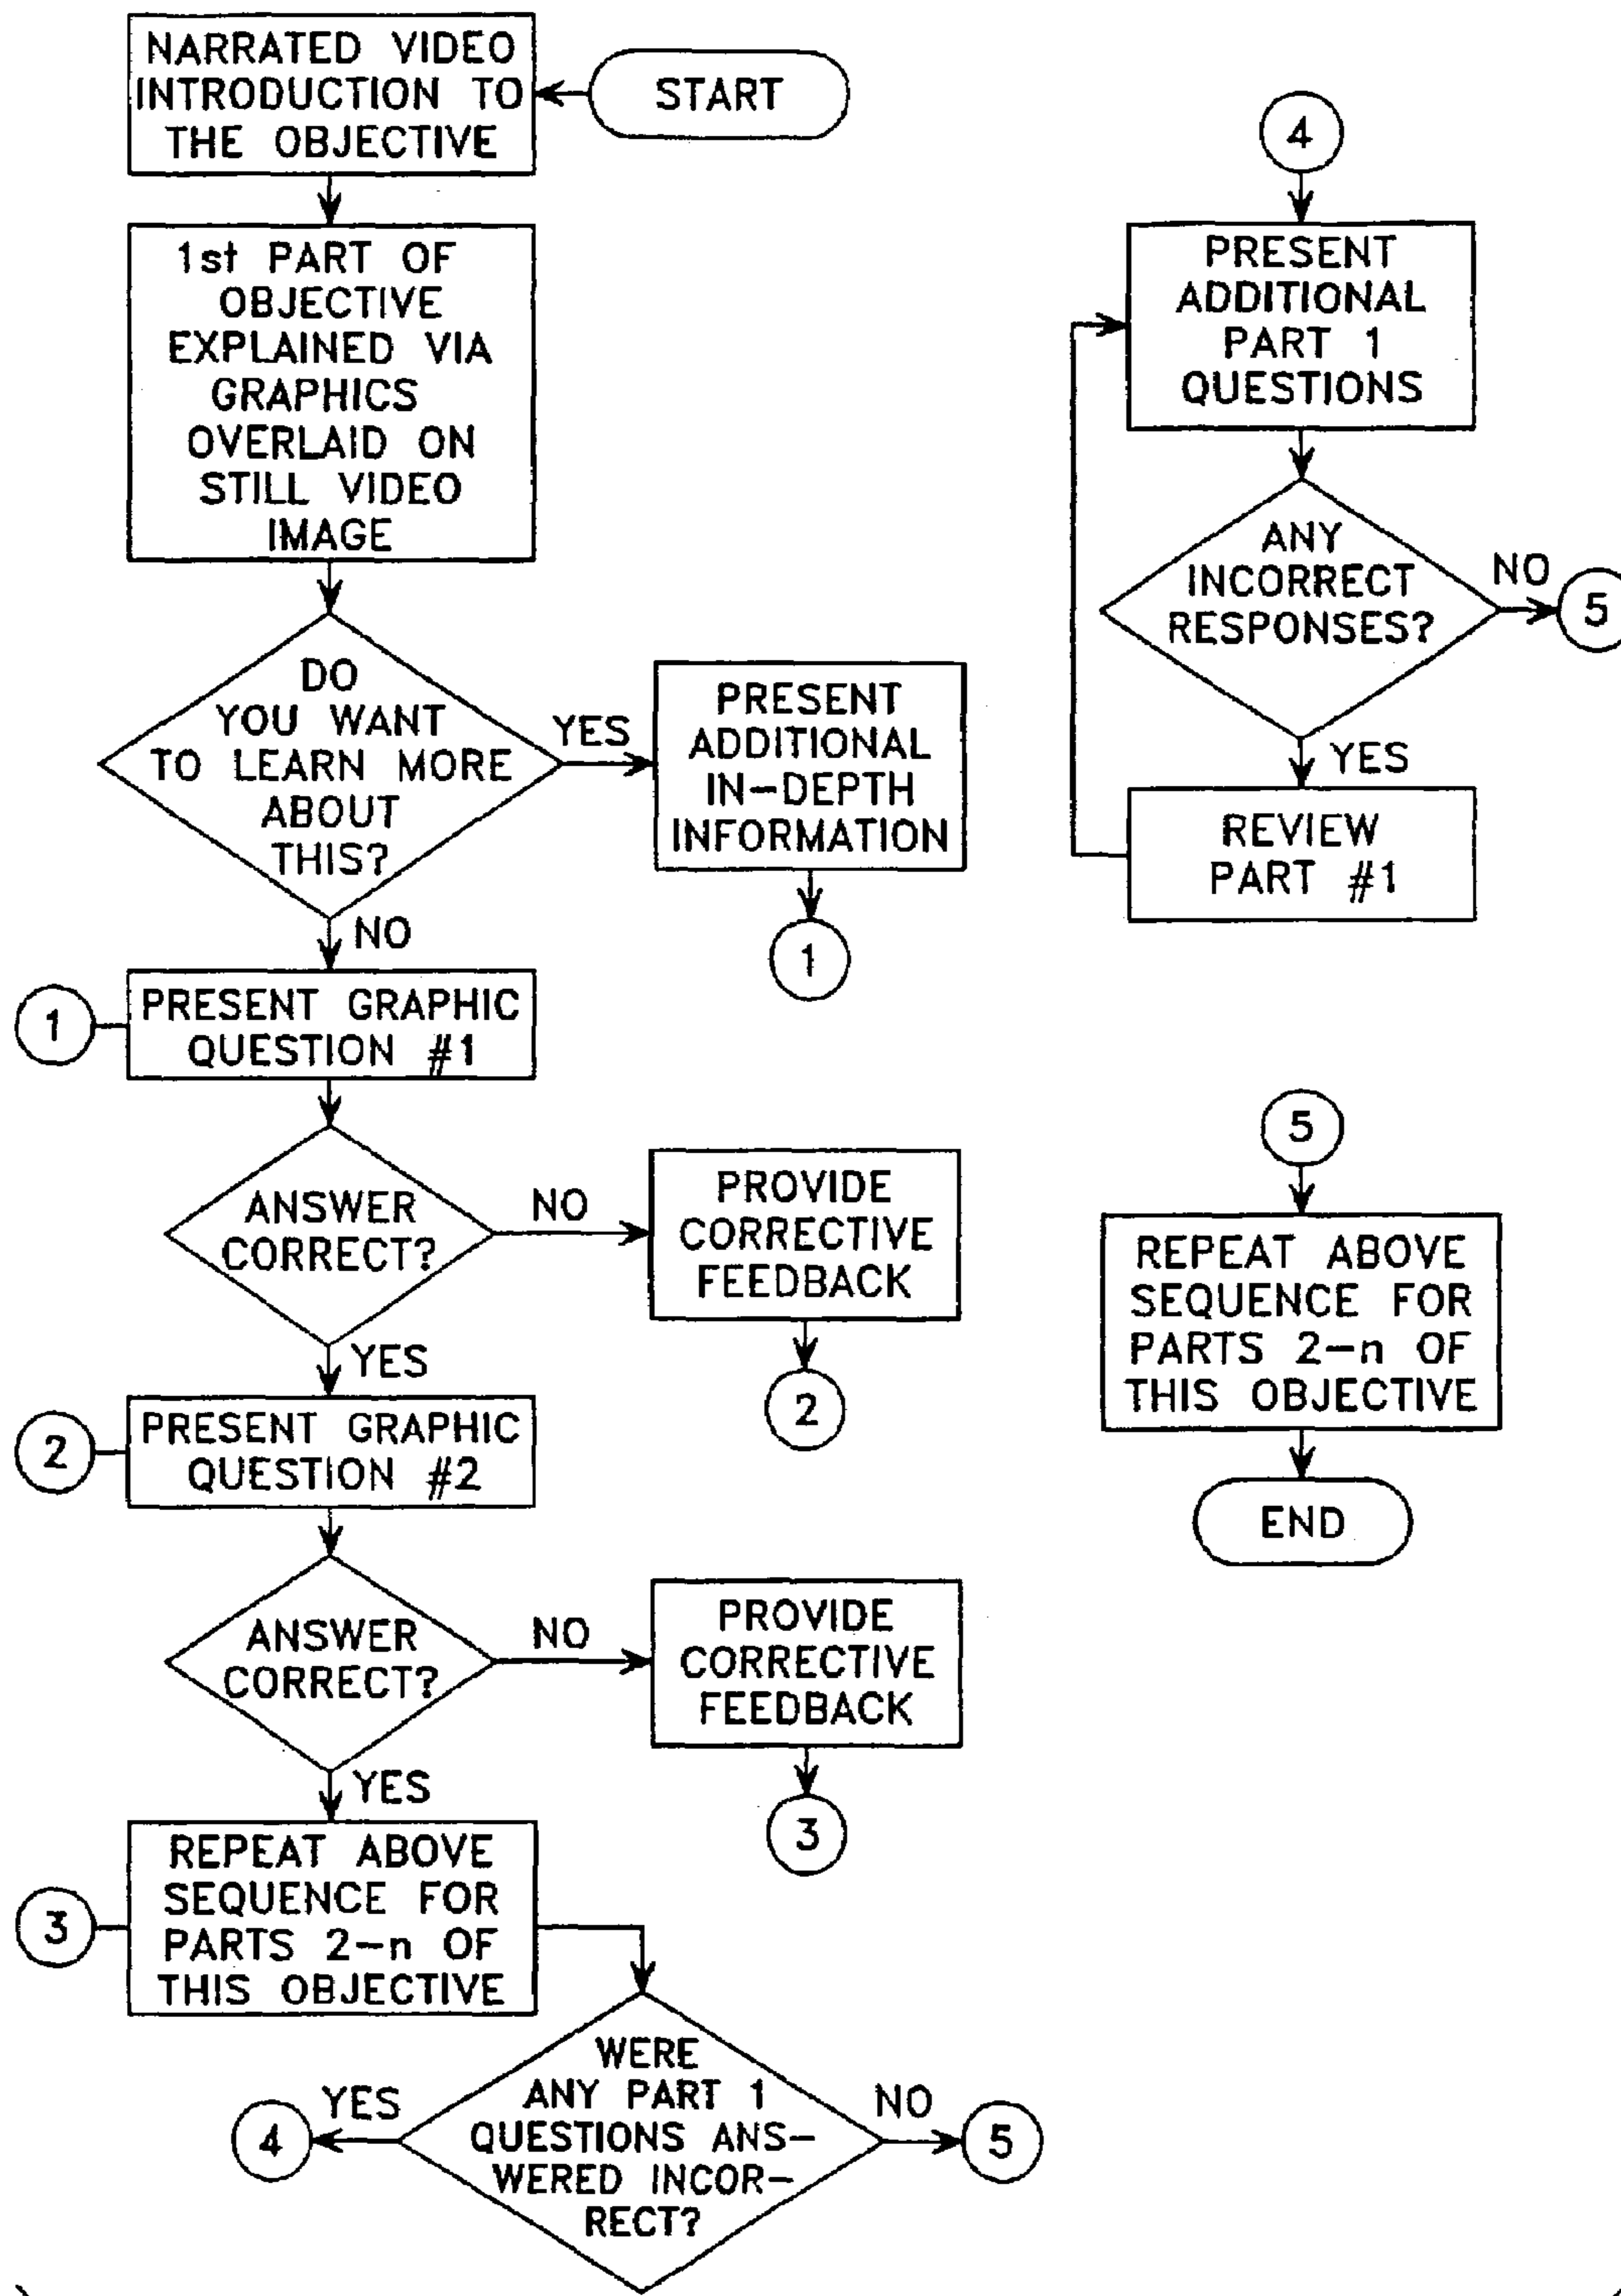 NARRATED VIDEO
INTRODUCTION TO
THE OBJECTIVE
START
1st PART OF
OBJECTIVE
EXPLAINED VIA
GRAPHICS
OVERLAID ON
STILL VIDEO
IMAGE
DO
YOU WANT
TO LEARN MORE
ABOUT
THIS?
YES
PRESENT
ADDITIONAL
IN-DEPTH
INFORMATION
1
NO
1
PRESENT GRAPHIC
QUESTION #1
ANSWER
CORRECT?
NO
PROVIDE
CORRECTIVE
FEEDBACK
2
YES
2
PRESENT GRAPHIC
QUESTION #2
ANSWER
CORRECT?
NO
PROVIDE
CORRECTIVE
FEEDBACK
3
YES
3
REPEAT ABOVE
SEQUENCE FOR
PARTS 2-n OF
THIS OBJECTIVE
WERE
ANY PART 1
QUESTIONS ANS-
WERED INCOR-
RECT?
YES
4
NO
5
4
PRESENT
ADDITIONAL
PART 1
QUESTIONS
ANY
INCORRECT
RESPONSES?
NO
5
YES
REVIEW
PART #1
5
REPEAT ABOVE
SEQUENCE FOR
PARTS 2-n OF
THIS OBJECTIVE
END